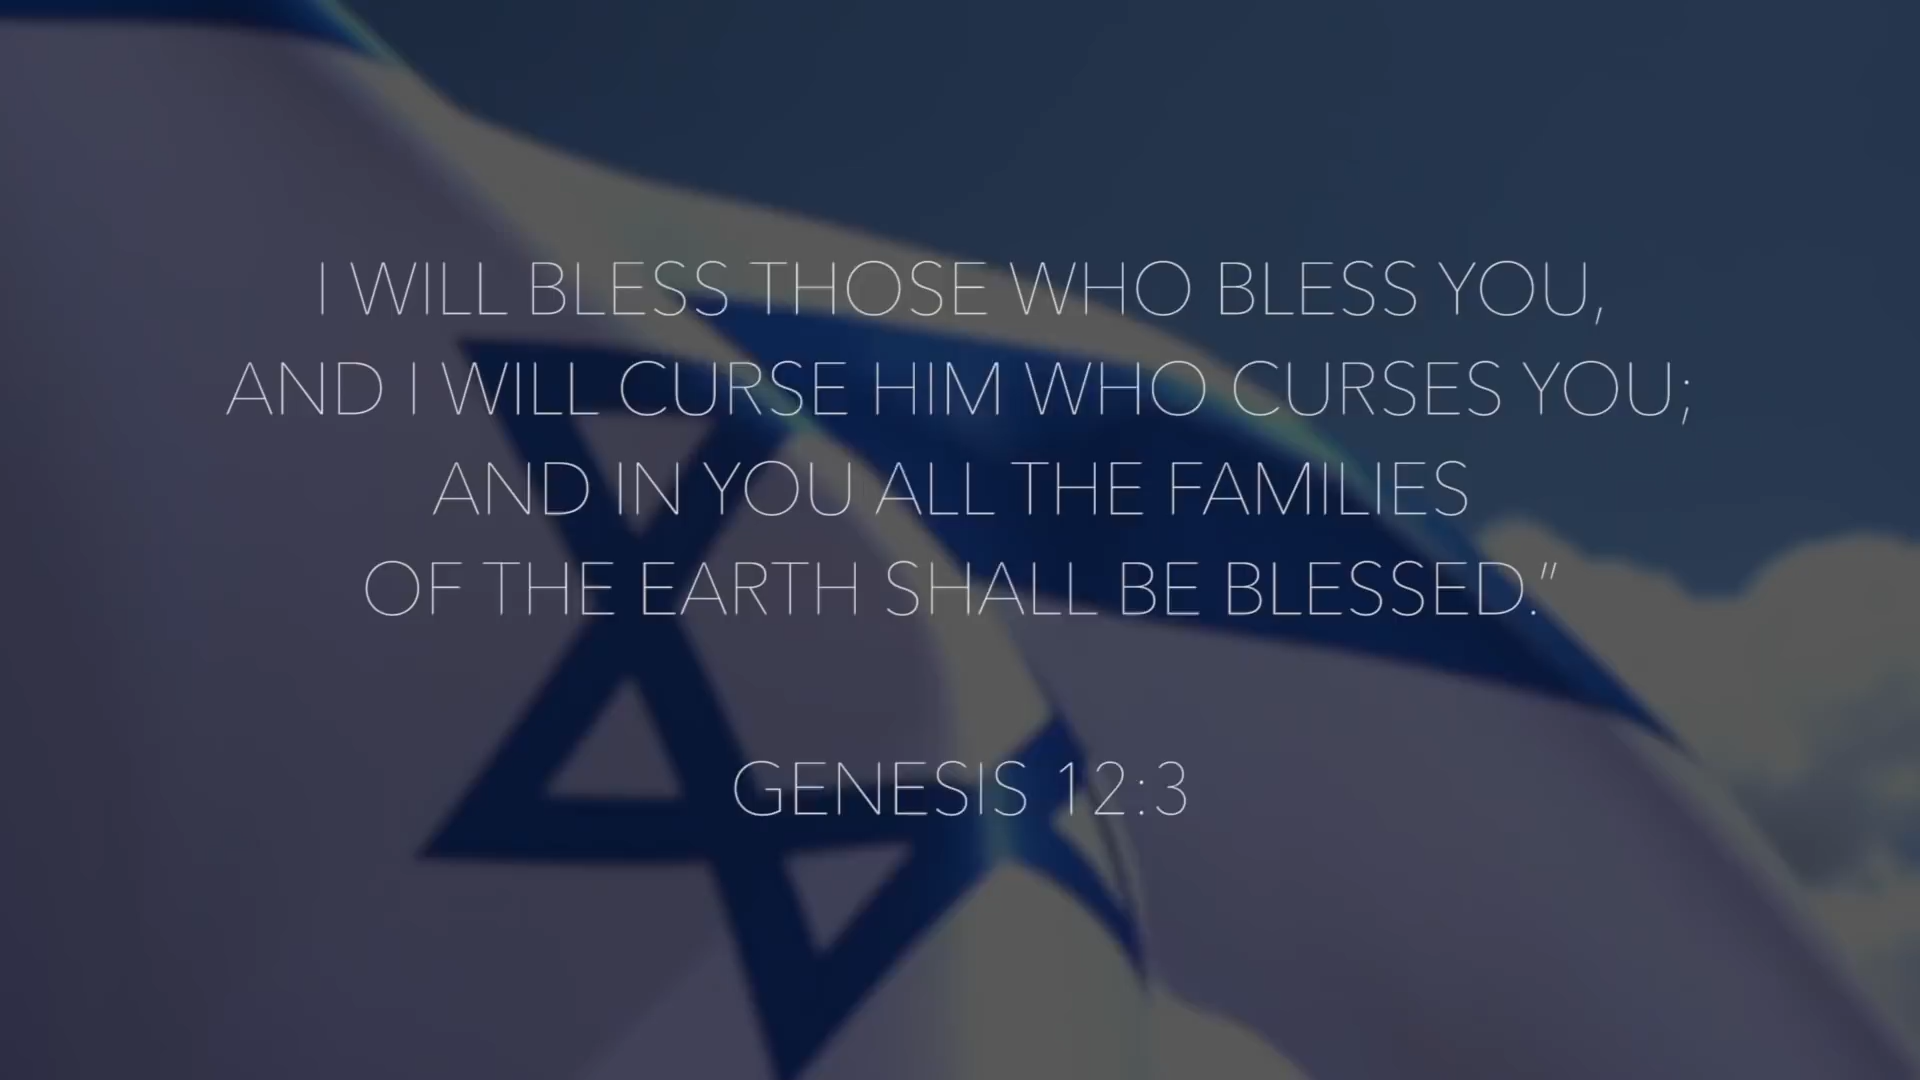 I WILL BLESS THOSE WHO BLESS YOU,
AND I WILL CURSE HIM WHO CURSES YOU;
AND IN YOU ALL THE FAMILIES
OF THE EARTH SHALL BE BLESSED.”
GENESIS 12:3